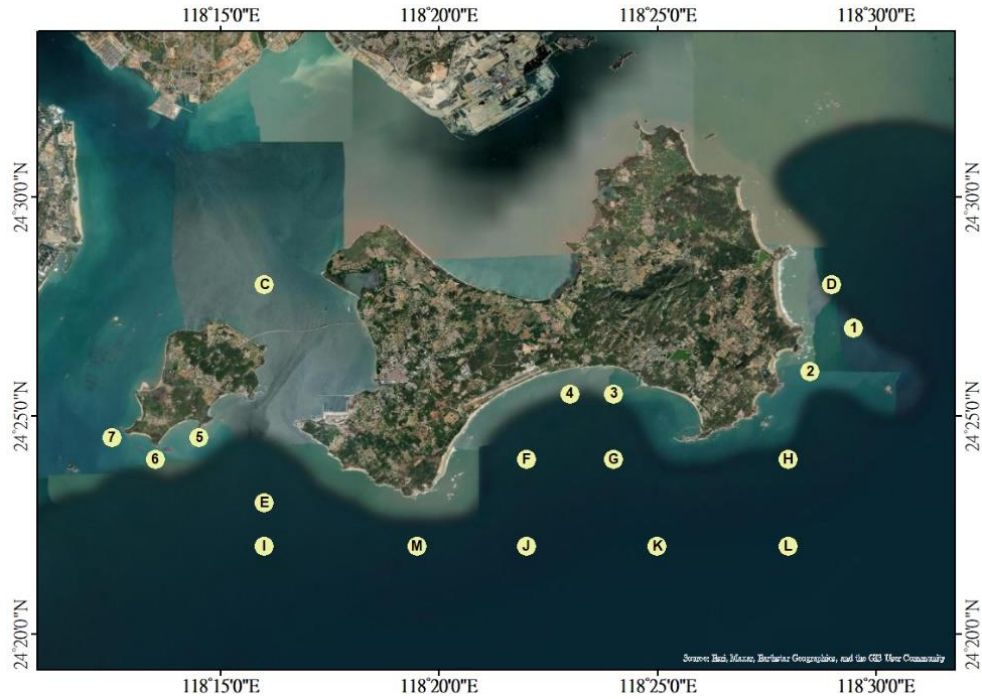 118°15'0"E 118°20'0"E 118°25'0"E 118°30'0"E
24°30'0"N 24°30'0"N
C D
1
2
24°25'0"N 4 3 24°25'0"N
7 5
6 F G H
E
I M J K L
24°20'0"N 24°20'0"N
Source: Esri, Maxar, Earthstar Geographics, and the GIS User Community
118°15'0"E 118°20'0"E 118°25'0"E 118°30'0"E